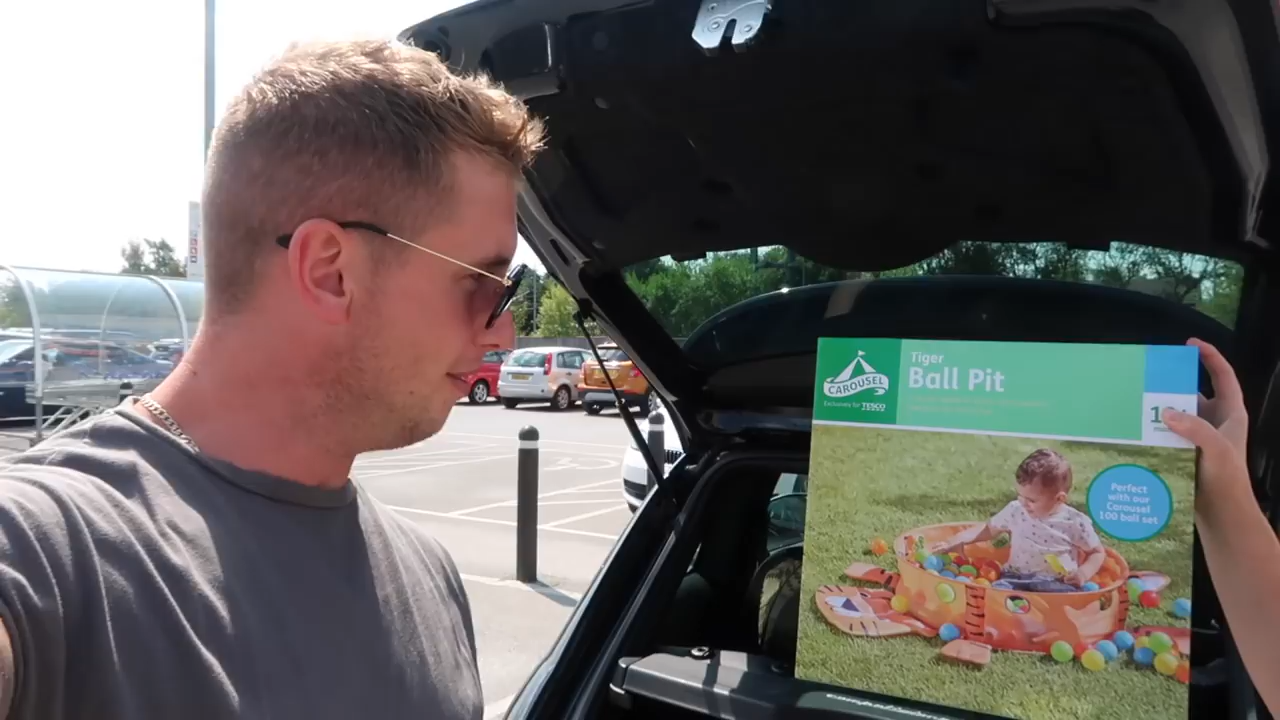 CAROUSEL
Exclusively for TESCO
Tiger
Ball Pit
Perfect
with our
Carousel
100 ball set